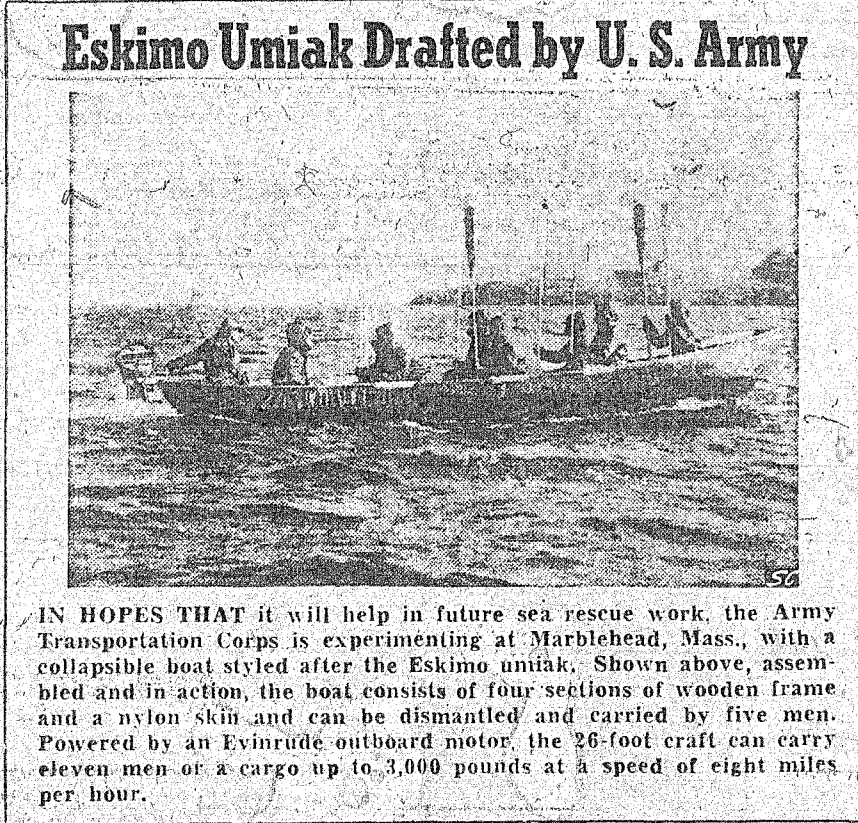 Eskimo Umiak Drafted by U. S. Army
SC
IN HOPES THAT it will help in future sea rescue work, the Army
Transportation Corps is experimenting at Marblehead, Mass., with a
collapsible boat styled after the Eskimo umiak. Shown above, assem-
bled and in action, the boat consists of four sections of wooden frame
and a nylon skin and can be dismantled and carried by five men.
Powered by an Evinrude outboard motor, the 26-foot craft can carry
eleven men or a cargo up to 3,000 pounds at a speed of eight miles
per hour.